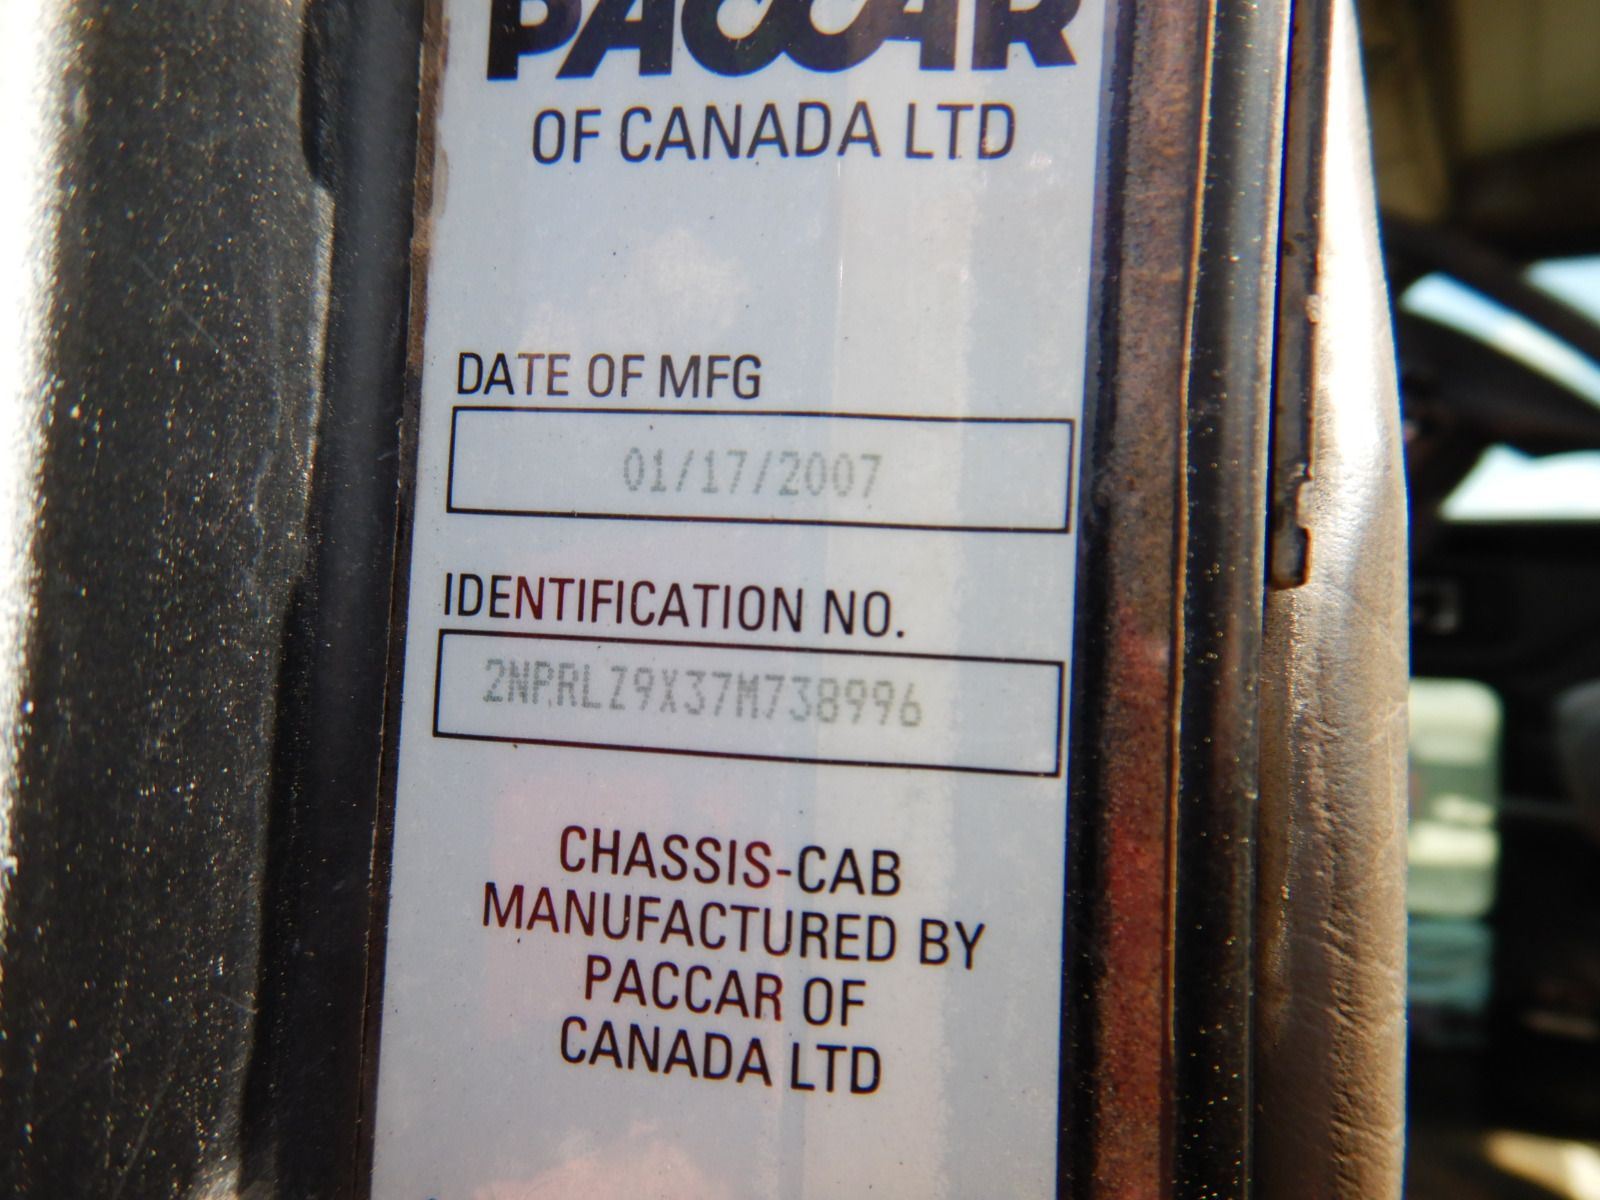 PACCAR
OF CANADA LTD
DATE OF MFG
01/17/2007
IDENTIFICATION NO.
2NPRLZ9X37M738996
CHASSIS-CAB
MANUFACTURED BY
PACCAR OF
CANADA LTD